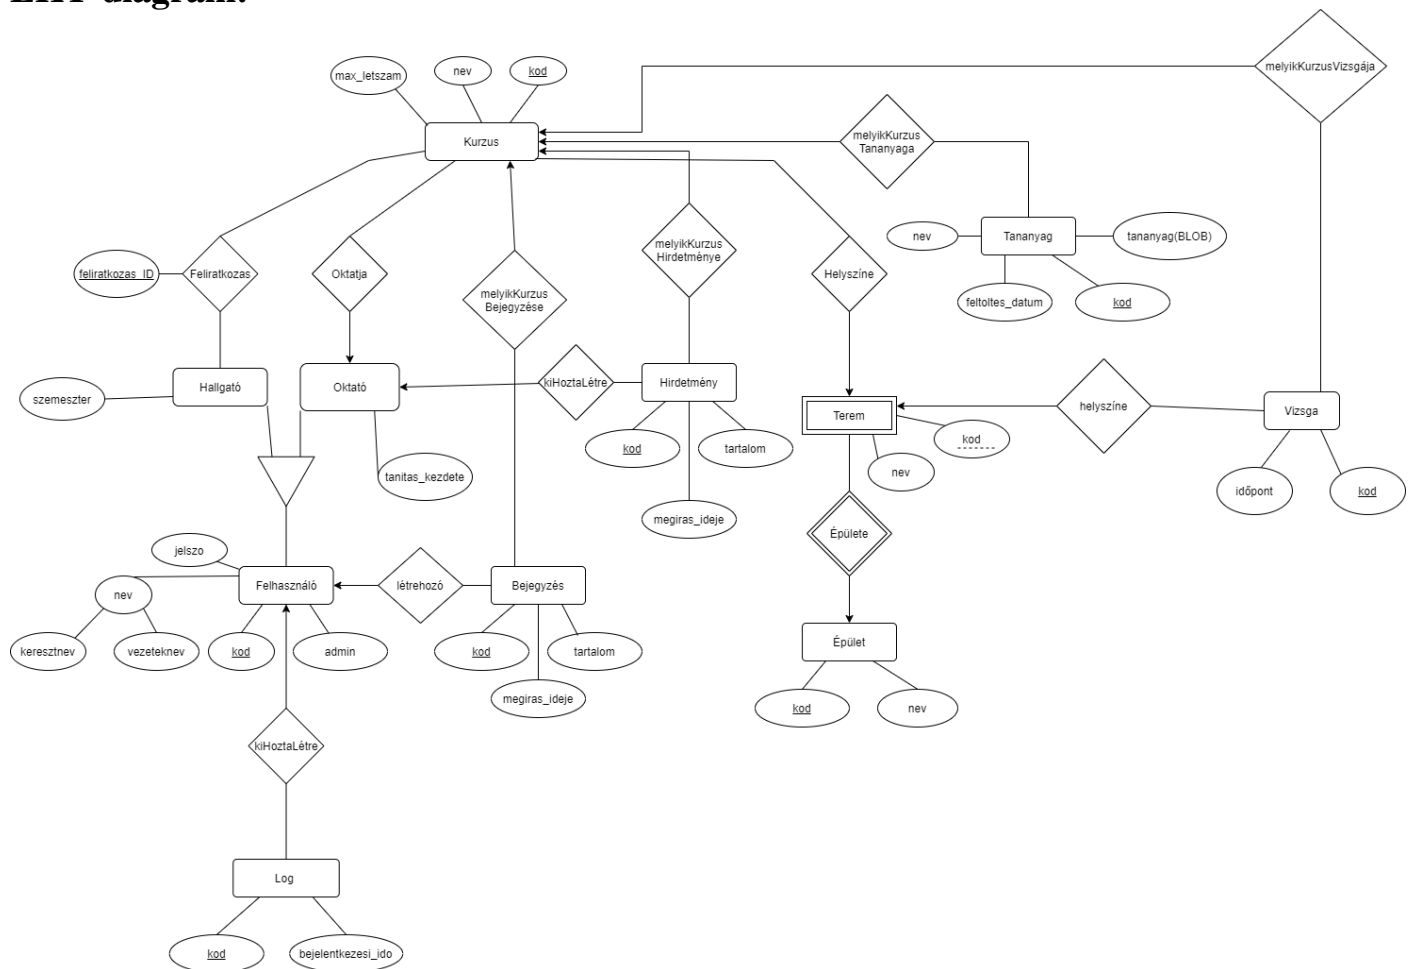 max_letszam
nev
kod
melyikKurzusVizsgája
Kurzus
melyikKurzus
Tananyaga
nev
Tananyag
tananyag(BLOB)
feltoltes_datum
kod
feliratkozas_ID
Feliratkozas
Oktatja
melyikKurzus
Bejegyzése
melyikKurzus
Hirdetménye
Helyszíne
szemeszter
Hallgató
Oktató
kiHoztaLétre
Hirdetmény
Terem
kod
nev
helyszíne
Vizsga
időpont
kod
kod
tartalom
megiras_ideje
tanitas_kezdete
Épülete
jelszo
nev
Felhasználó
létrehozó
Bejegyzés
keresztnev
vezeteknev
kod
admin
kod
tartalom
megiras_ideje
Épület
kod
nev
kiHoztaLétre
Log
kod
bejelentkezesi_ido